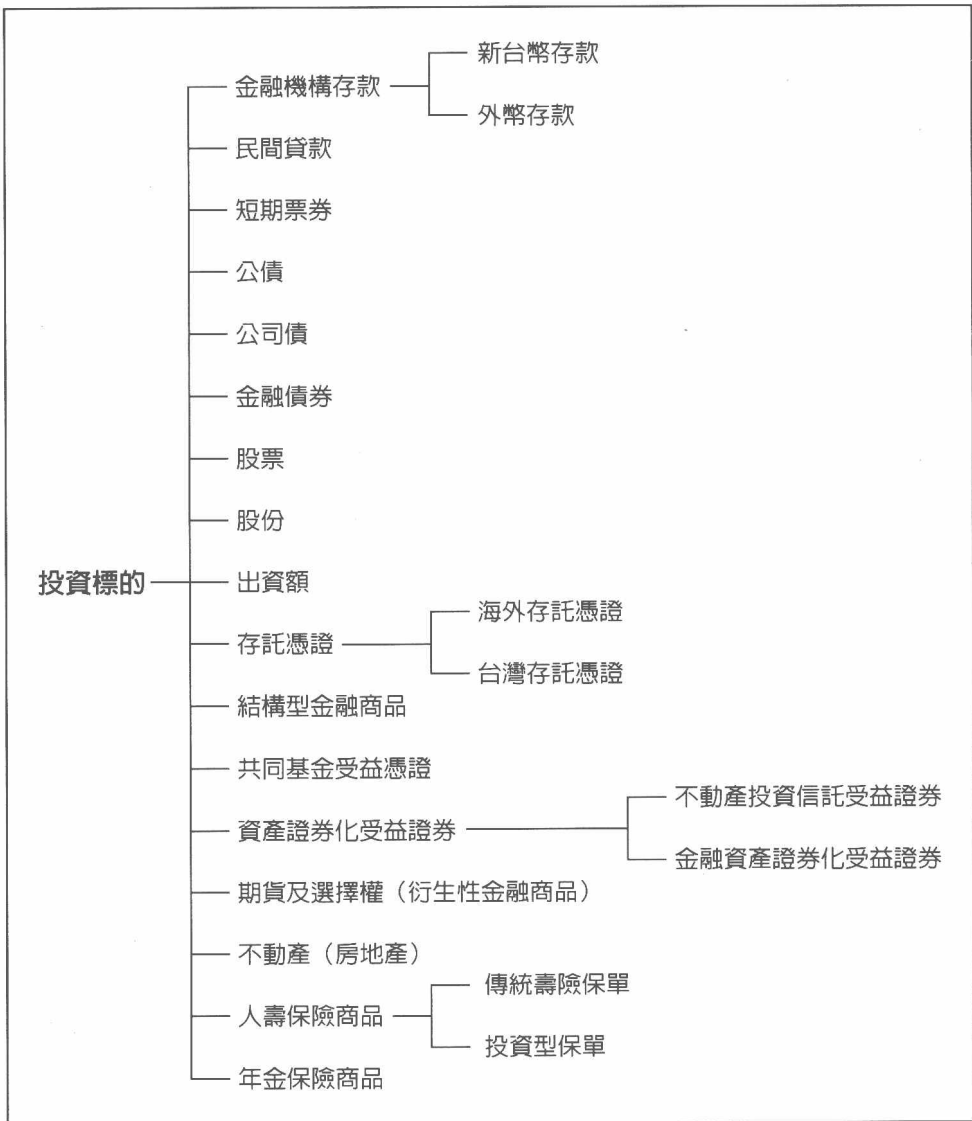 新台幣存款
金融機構存款
外幣存款
民間貸款
短期票券
公債
公司債
金融債券
股票
股份
投資標的
出資額
海外存託憑證
存託憑證
台灣存託憑證
結構型金融商品
共同基金受益憑證
不動產投資信託受益證券
資產證券化受益證券
金融資產證券化受益證券
期貨及選擇權（衍生性金融商品）
不動產（房地產）
傳統壽險保單
人壽保險商品
投資型保單
年金保險商品